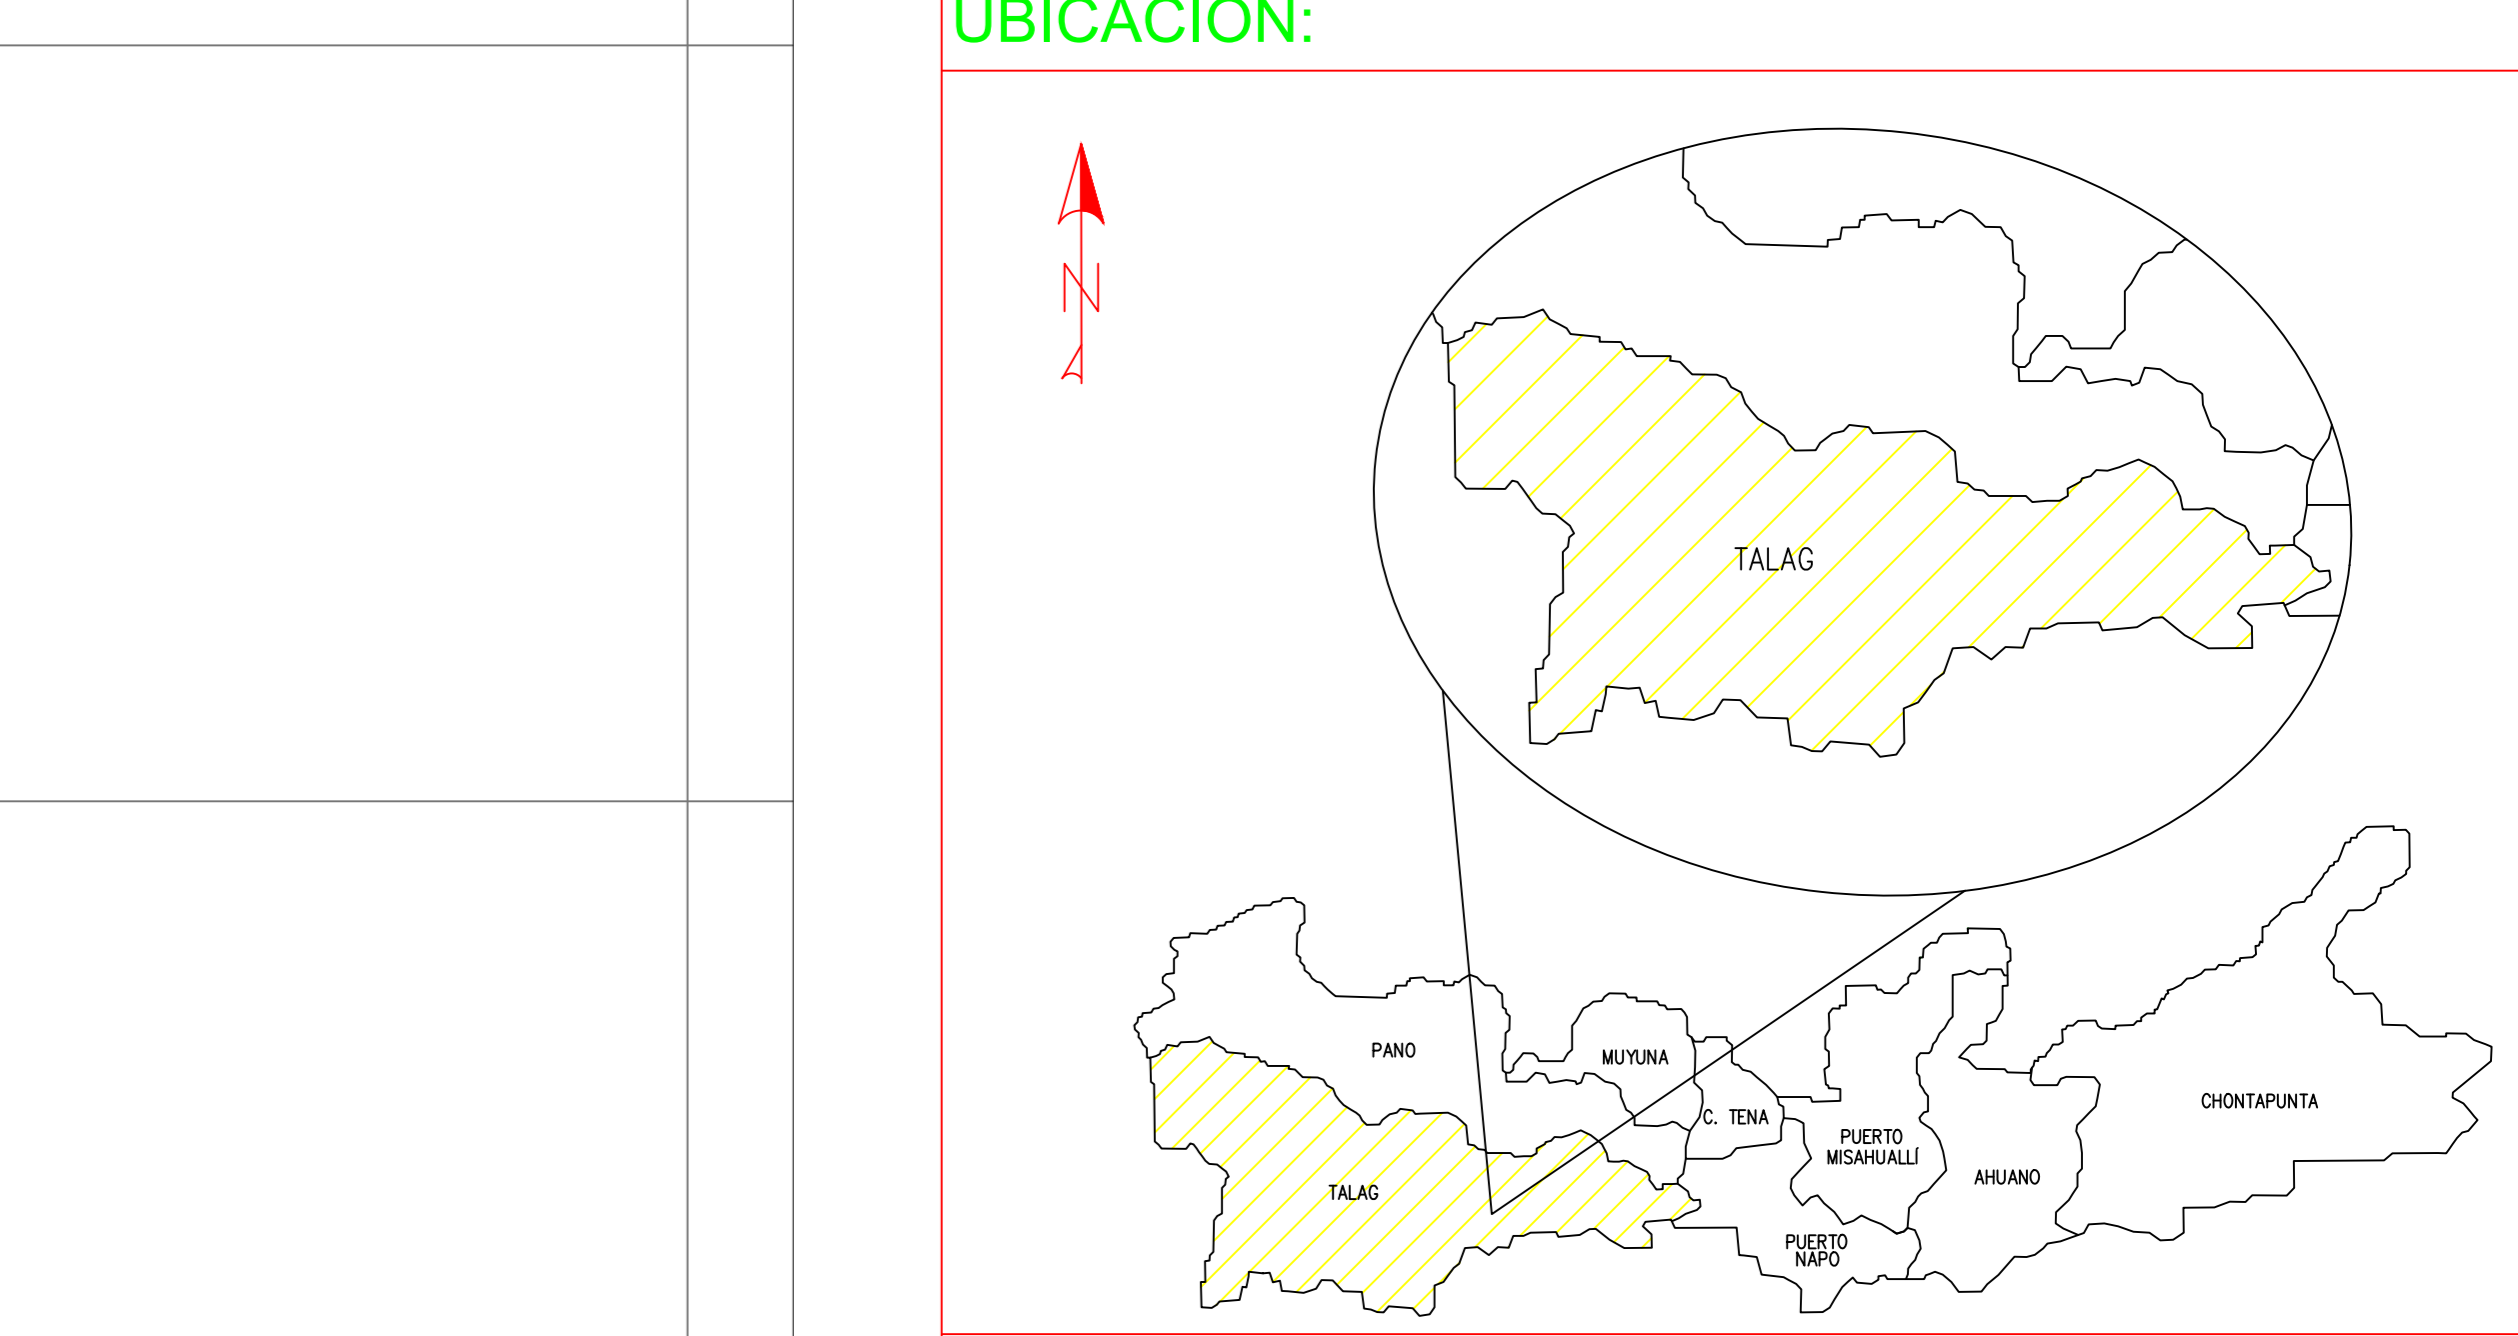 UBICACION:
N
TALAG
PANO
MUYUNA
C. TENA
CHONTAPUNTA
PUERTO
MISAHUALLÍ
AHUANO
TALAG
PUERTO
NAPO